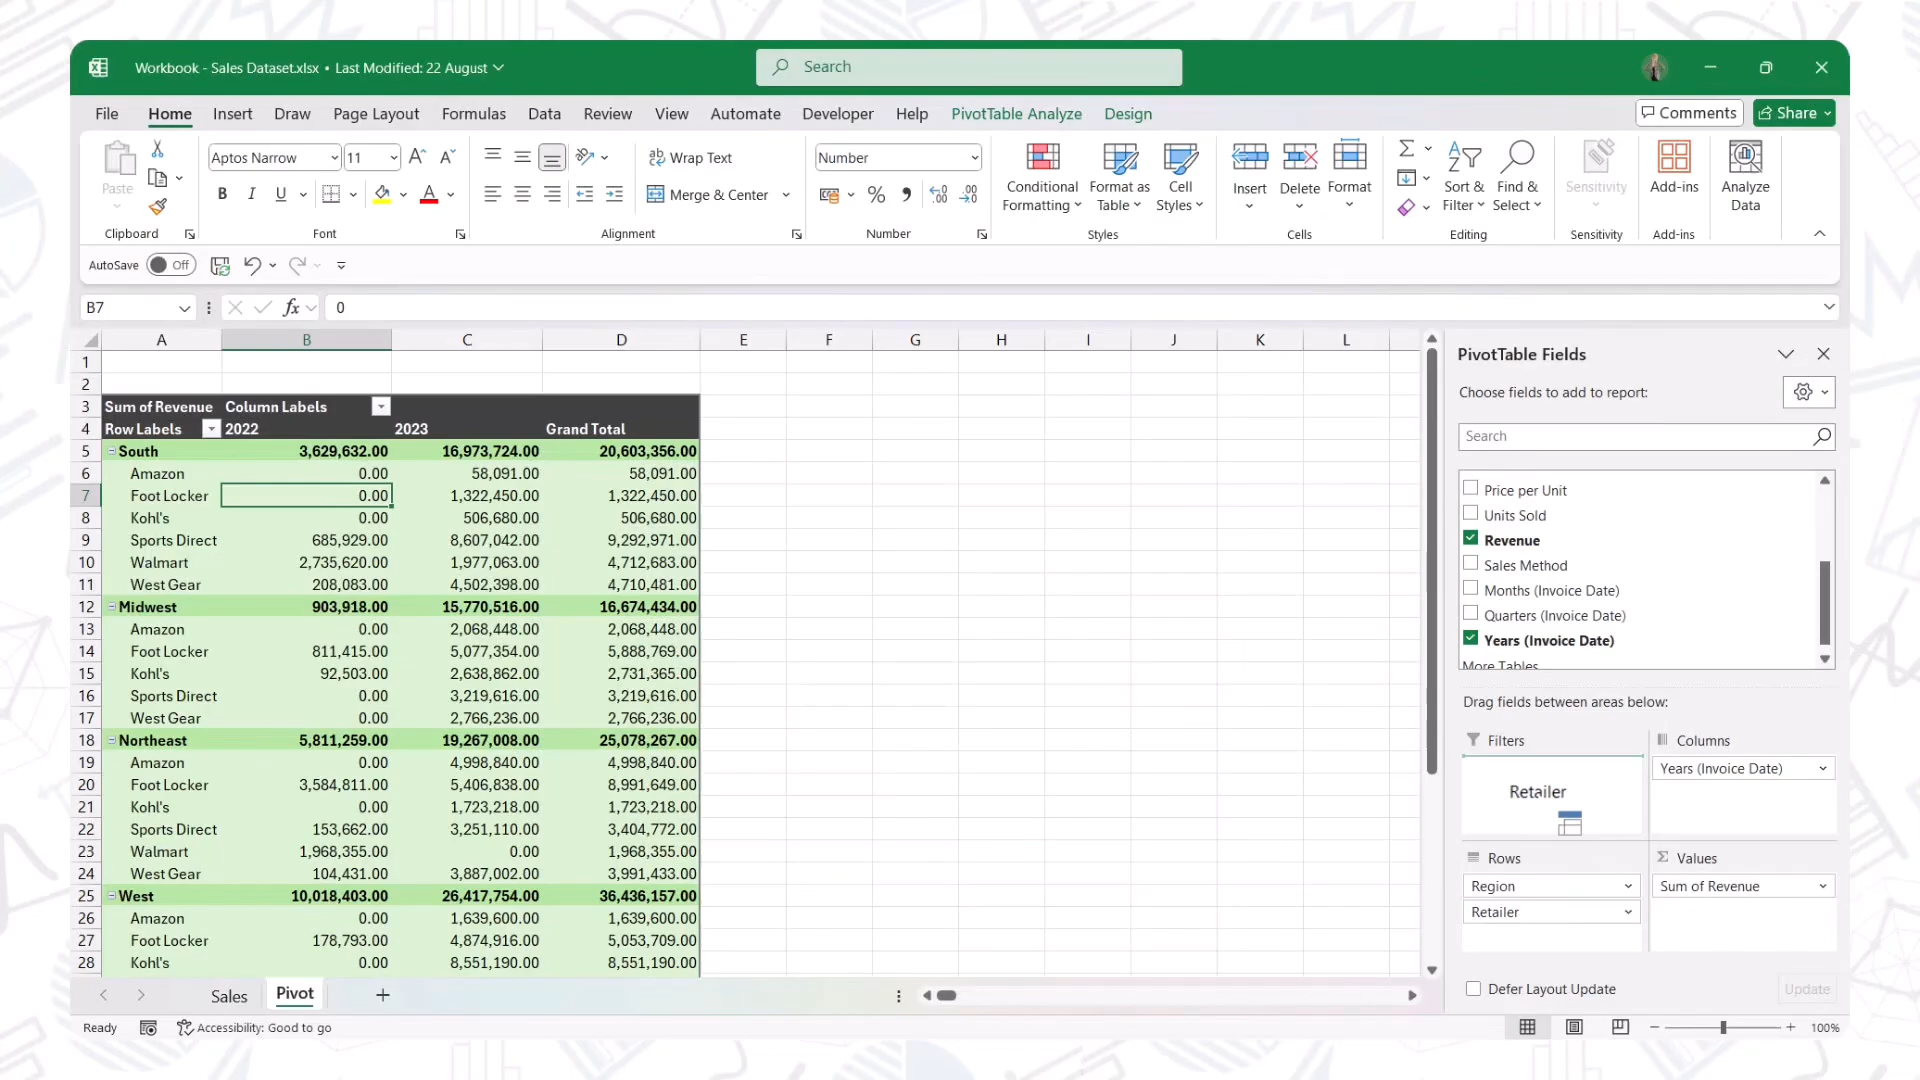 Workbook - Sales Dataset.xlsx • Last Modified: 22 August
Search
File Home Insert Draw Page Layout Formulas Data Review View Automate Developer Help PivotTable Analyze Design
Comments Share
Paste
Clipboard
Aptos Narrow 11
B I U
Font
Wrap Text
Merge & Center
Alignment
Number
Number
Conditional Formatting
Format as Table
Cell Styles
Styles
Insert Delete Format
Cells
Sort & Filter
Find & Select
Editing
Sensitivity
Sensitivity
Add-ins
Add-ins
Analyze Data
AutoSave Off
B7 fx 0
A B C D E F G H I J K L
1
2
3 Sum of Revenue Column Labels
4 Row Labels 2022 2023 Grand Total
5 South 3,629,632.00 16,973,724.00 20,603,356.00
6 Amazon 0.00 58,091.00 58,091.00
7 Foot Locker 0.00 1,322,450.00 1,322,450.00
8 Kohl's 0.00 506,680.00 506,680.00
9 Sports Direct 685,929.00 8,607,042.00 9,292,971.00
10 Walmart 2,735,620.00 1,977,063.00 4,712,683.00
11 West Gear 208,083.00 4,502,398.00 4,710,481.00
12 Midwest 903,918.00 15,770,516.00 16,674,434.00
13 Amazon 0.00 2,068,448.00 2,068,448.00
14 Foot Locker 811,415.00 5,077,354.00 5,888,769.00
15 Kohl's 92,503.00 2,638,862.00 2,731,365.00
16 Sports Direct 0.00 3,219,616.00 3,219,616.00
17 West Gear 0.00 2,766,236.00 2,766,236.00
18 Northeast 5,811,259.00 19,267,008.00 25,078,267.00
19 Amazon 0.00 4,998,840.00 4,998,840.00
20 Foot Locker 3,584,811.00 5,406,838.00 8,991,649.00
21 Kohl's 0.00 1,723,218.00 1,723,218.00
22 Sports Direct 153,662.00 3,251,110.00 3,404,772.00
23 Walmart 1,968,355.00 0.00 1,968,355.00
24 West Gear 104,431.00 3,887,002.00 3,991,433.00
25 West 10,018,403.00 26,417,754.00 36,436,157.00
26 Amazon 0.00 1,639,600.00 1,639,600.00
27 Foot Locker 178,793.00 4,874,916.00 5,053,709.00
28 Kohl's 0.00 8,551,190.00 8,551,190.00
PivotTable Fields
Choose fields to add to report:
Search
Price per Unit
Units Sold
Revenue
Sales Method
Months (Invoice Date)
Quarters (Invoice Date)
Years (Invoice Date)
More Tables
Drag fields between areas below:
Filters Columns
Years (Invoice Date)
Retailer
Rows Values
Region Sum of Revenue
Retailer
Defer Layout Update Update
Sales Pivot
Ready Accessibility: Good to go 100%